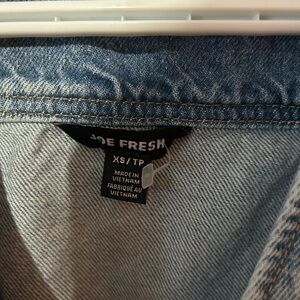 JOE FRESH
XS/TP
MADE IN
VIETNAM
FABRIQUÉ AU
VIETNAM